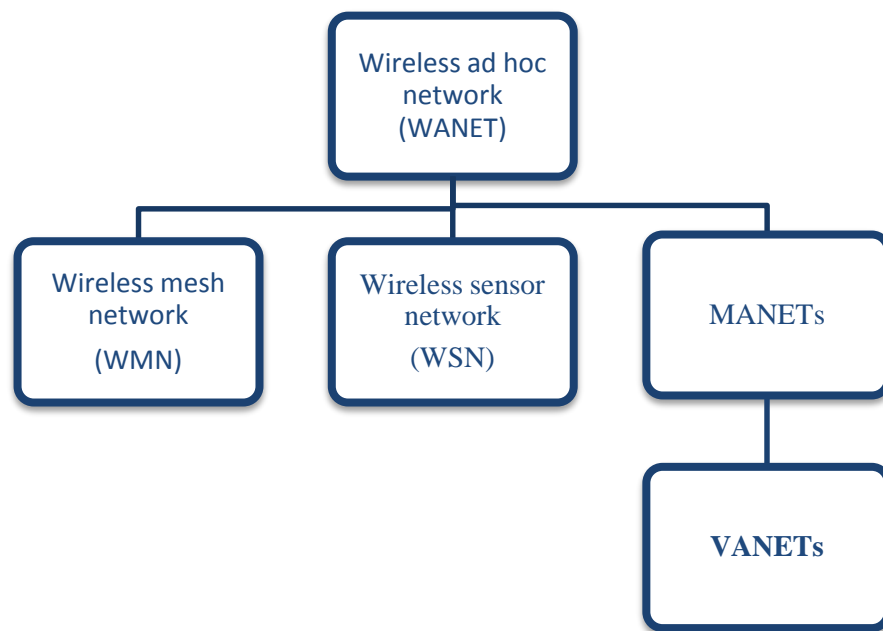 Wireless ad hoc
network
(WANET)
Wireless mesh
network
(WMN)
Wireless sensor
network
(WSN)
MANETs
VANETs